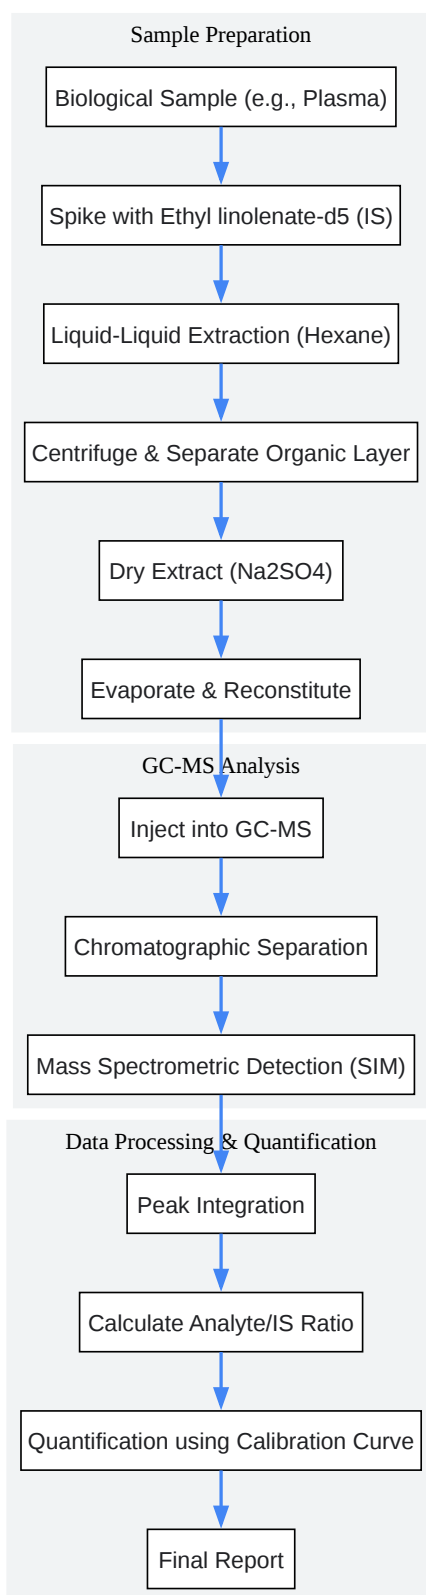 Sample Preparation
Biological Sample (e.g., Plasma)
Spike with Ethyl linolenate-d5 (IS)
Liquid-Liquid Extraction (Hexane)
Centrifuge & Separate Organic Layer
Dry Extract (Na2SO4)
Evaporate & Reconstitute
GC-MS Analysis
Inject into GC-MS
Chromatographic Separation
Mass Spectrometric Detection (SIM)
Data Processing & Quantification
Peak Integration
Calculate Analyte/IS Ratio
Quantification using Calibration Curve
Final Report